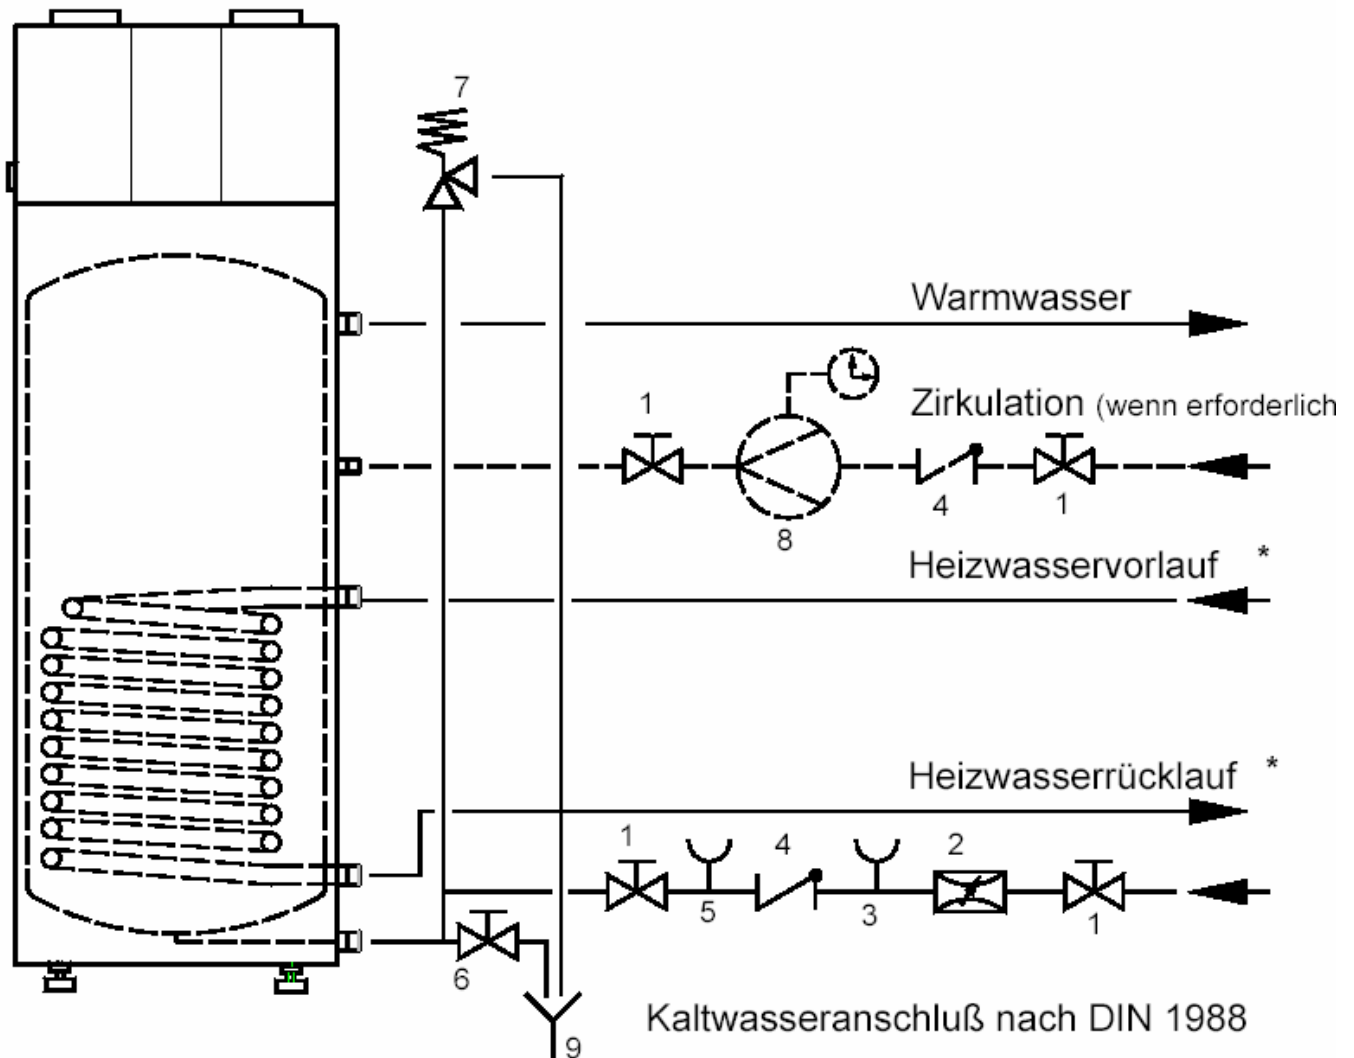 7
Warmwasser
1
Zirkulation (wenn erforderlich
4
1
8
Heizwasservorlauf *
Heizwasserrücklauf *
1
4
2
5
3
1
6
Kaltwasseranschluß nach DIN 1988
9